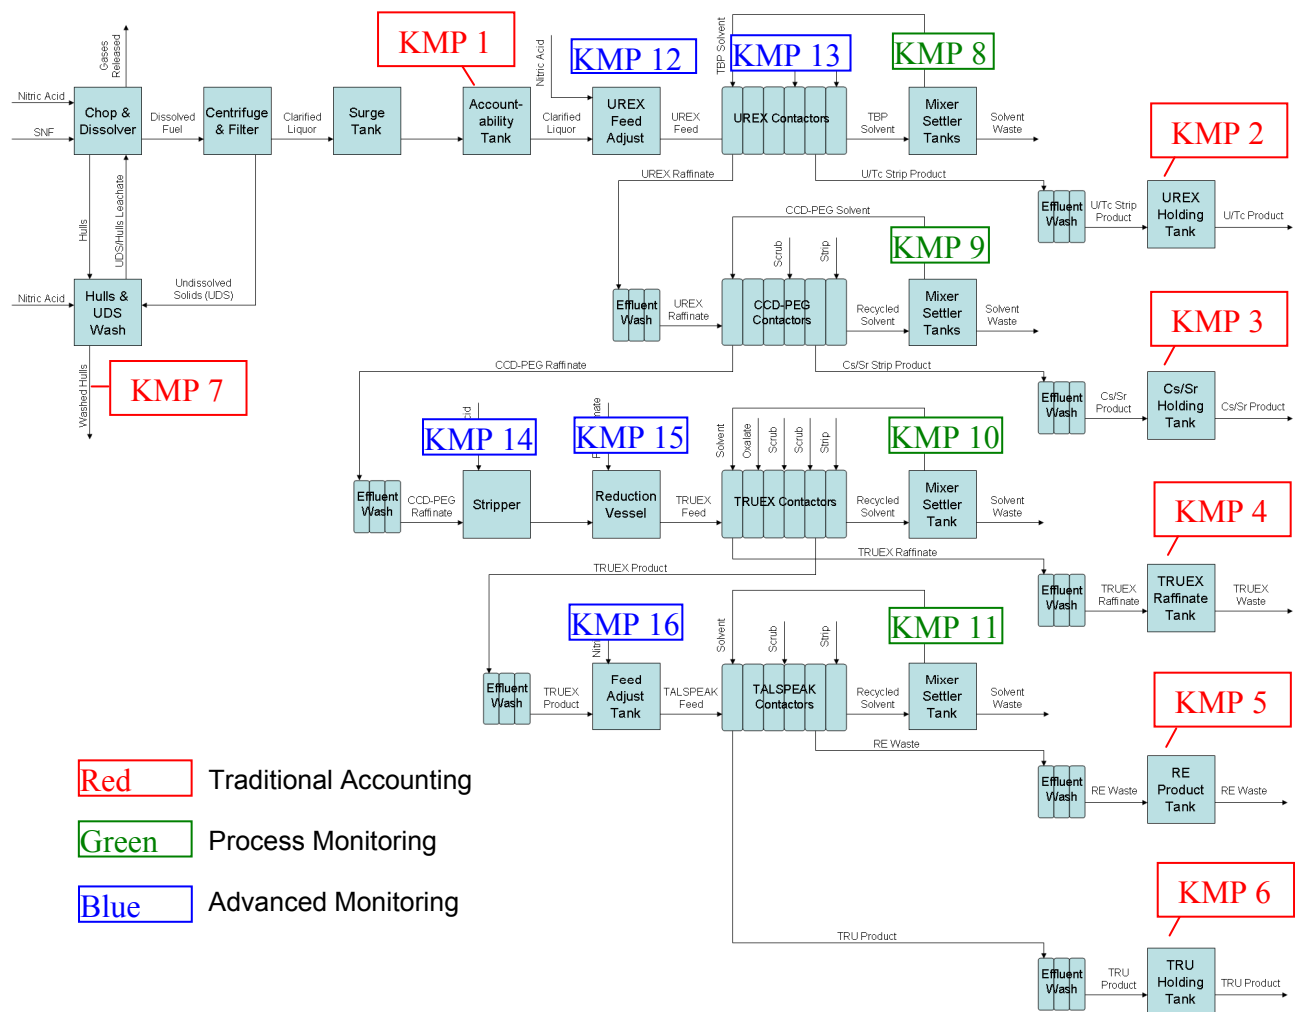 Gases
Released
Nitric Acid
SNF
Chop &
Dissolver
Dissolved
Fuel
Centrifuge
& Filter
Clarified
Liquor
Surge
Tank
KMP 1
Account-
ability
Tank
Clarified
Liquor
Nitric Acid
KMP 12
UREX
Feed
Adjust
UREX
Feed
TBP Solvent
KMP 13
UREX Contactors
TBP
Solvent
KMP 8
Mixer
Settler
Tanks
Solvent
Waste
UREX Raffinate
U/Tc Strip Product
Effluent
Wash
U/Tc Strip
Product
KMP 2
UREX
Holding
Tank
U/Tc Product
Hulls
UDS/Hulls Leachate
Undissolved
Solids (UDS)
Nitric Acid
Hulls &
UDS
Wash
Washed Hulls
KMP 7
CCD-PEG Solvent
Scrub
Strip
KMP 9
Effluent
Wash
UREX
Raffinate
CCD-PEG
Contactors
Recycled
Solvent
Mixer
Settler
Tanks
Solvent
Waste
CCD-PEG Raffinate
Cs/Sr Strip Product
Effluent
Wash
Cs/Sr
Product
KMP 3
Cs/Sr
Holding
Tank
Cs/Sr Product
KMP 14
KMP 15
Solvent
Oxalate
Scrub
Scrub
Strip
KMP 10
Effluent
Wash
CCD-PEG
Raffinate
Stripper
Reduction
Vessel
TRUEX
Feed
TRUEX Contactors
Recycled
Solvent
Mixer
Settler
Tank
Solvent
Waste
TRUEX Product
TRUEX Raffinate
Effluent
Wash
TRUEX
Raffinate
KMP 4
TRUEX
Raffinate
Tank
TRUEX
Waste
KMP 16
Solvent
Scrub
Strip
KMP 11
Effluent
Wash
TRUEX
Product
Feed
Adjust
Tank
TALSPEAK
Feed
TALSPEAK
Contactors
Recycled
Solvent
Mixer
Settler
Tank
Solvent
Waste
RE Waste
Effluent
Wash
RE Waste
KMP 5
RE
Product
Tank
RE Waste
TRU Product
Effluent
Wash
TRU
Product
KMP 6
TRU
Holding
Tank
TRU Product
Red
Traditional Accounting
Green
Process Monitoring
Blue
Advanced Monitoring